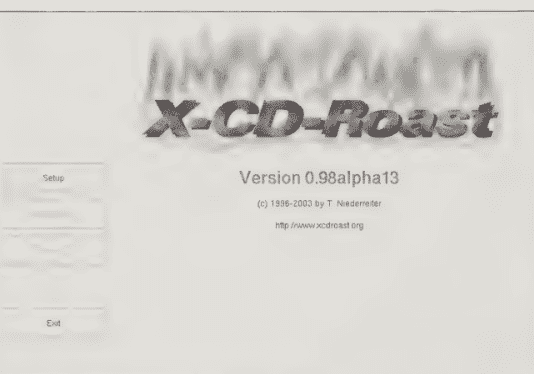 X-CD-Roast
Version 0.98alpha13
(c) 1996-2003 by T. Niederreiter
http://www.xcdroast.org
Setup
Exit